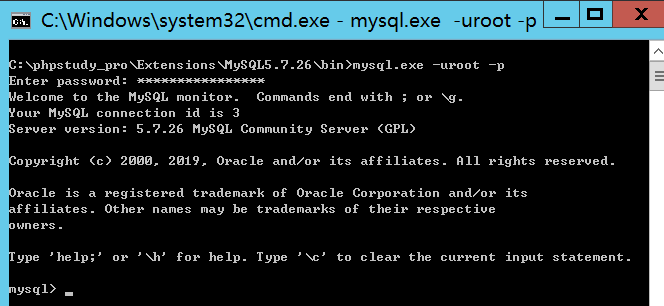 C:\Windows\system32\cmd.exe - mysql.exe  -uroot -p
C:\phpstudy_pro\Extensions\MySQL5.7.26\bin>mysql.exe -uroot -p
Enter password: ****************
Welcome to the MySQL monitor.  Commands end with ; or \g.
Your MySQL connection id is 3
Server version: 5.7.26 MySQL Community Server (GPL)
Copyright (c) 2000, 2019, Oracle and/or its affiliates. All rights reserved.
Oracle is a registered trademark of Oracle Corporation and/or its
affiliates. Other names may be trademarks of their respective
owners.
Type 'help;' or '\h' for help. Type '\c' to clear the current input statement.
mysql> _